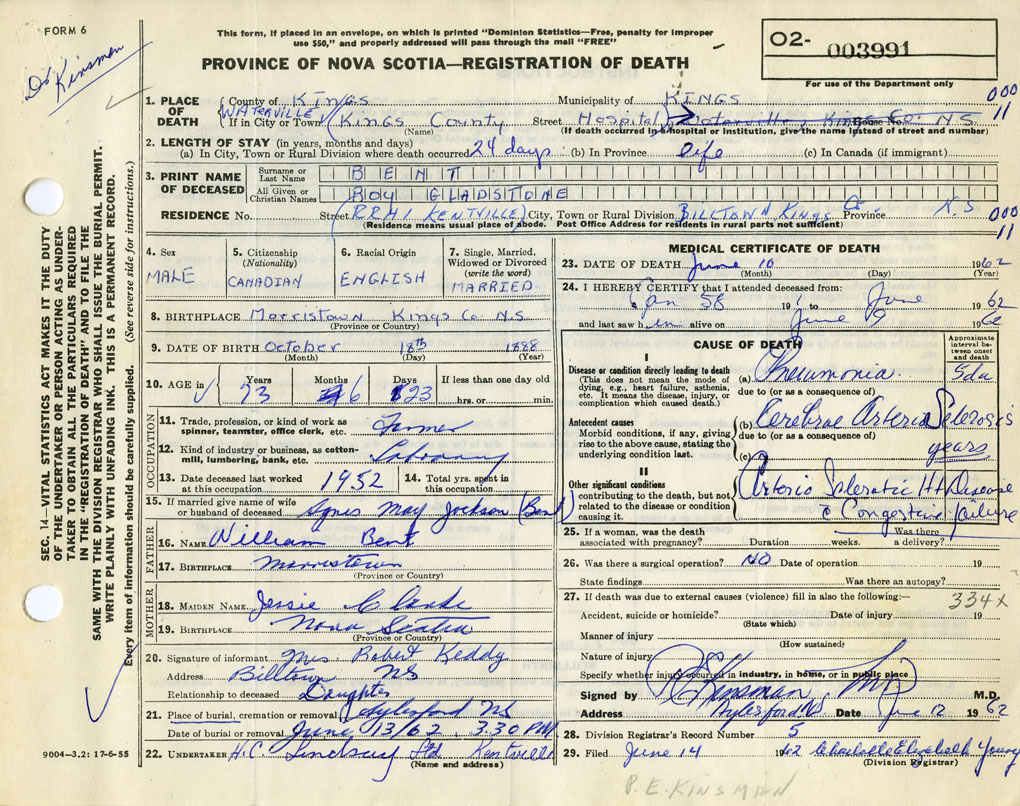 FORM 6
Dr Kinsman
This form, if placed in an envelope, on which is printed "Dominion Statistics—Free, penalty for improper
use $50," and properly addressed will pass through the mail "FREE"
PROVINCE OF NOVA SCOTIA—REGISTRATION OF DEATH
O2- 003991
For use of the Department only
000
11
1. PLACE OF DEATH
County of KINGS Municipality of KINGS
WATERVILLE
If in City or Town Kings County Street Hospital Waterville, Kings Co. N.S. House No.
(Name) (If death occurred in a hospital or institution, give the name instead of street and number)
2. LENGTH OF STAY (in years, months and days)
(a) In City, Town or Rural Division where death occurred 24 days (b) In Province life (c) In Canada (if immigrant)
3. PRINT NAME OF DECEASED
Surname or Last Name BENT
All Given or Christian Names ROY GLADSTONE
RESIDENCE No. Street (R.R.#1 KENTVILLE) City, Town or Rural Division BILLTOWN KINGS Co. Province N.S
(Residence means usual place of abode. Post Office Address for residents in rural parts not sufficient)
000
11
4. Sex MALE
5. Citizenship (Nationality) CANADIAN
6. Racial Origin ENGLISH
7. Single, Married, Widowed or Divorced (write the word) MARRIED
8. BIRTHPLACE Morristown Kings Co. N.S.
(Province or Country)
9. DATE OF BIRTH October 18th 1888
(Month) (Day) (Year)
10. AGE in Years 73 Months 6 Days 23 If less than one day old hrs. or min.
OCCUPATION
11. Trade, profession, or kind of work as
spinner, teamster, office clerk, etc. Farmer
12. Kind of industry or business, as cotton-
mill, lumbering, bank, etc.
13. Date deceased last worked
at this occupation 1952
14. Total yrs. spent in
this occupation
15. If married give name of wife
or husband of deceased Agnes May Jackson (Bent)
FATHER
16. NAME William Bent
17. BIRTHPLACE Morristown
(Province or Country)
MOTHER
18. MAIDEN NAME Jessie Clarke
19. BIRTHPLACE Nova Scotia
(Province or Country)
20. Signature of informant Mrs. Robert Keddy
Address Billtown NS
Relationship to deceased Daughter
21. Place of burial, cremation or removal Aylesford NS
Date of burial or removal June 13/62 3.30 PM
22. UNDERTAKER H.C. Lindsay Ltd Kentville
(Name and address)
MEDICAL CERTIFICATE OF DEATH
23. DATE OF DEATH June 10 1962
(Month) (Day) (Year)
24. I HEREBY CERTIFY that I attended deceased from:
Jan 58 19 to June 1962
and last saw him alive on June 9 1962
CAUSE OF DEATH
Approximate interval between onset and death
I
Disease or condition directly leading to death
(This does not mean the mode of
dying, e.g., heart failure, asthenia,
etc. It means the disease, injury, or
complication which caused death.)
(a) Pneumonia 5da
due to (or as a consequence of)
Antecedent causes
Morbid conditions, if any, giving
rise to the above cause, stating the
underlying condition last.
(b) Cerebral Arterio Sclerosis
due to (or as a consequence of)
(c) years
II
Other significant conditions
contributing to the death, but not
related to the disease or condition
causing it.
Arterio Sclerotic Ht Disease
c Congestive failure
25. If a woman, was the death
associated with pregnancy? Duration weeks. Was there a delivery?
26. Was there a surgical operation? NO Date of operation 19
State findings Was there an autopsy?
27. If death was due to external causes (violence) fill in also the following:—
334X
Accident, suicide or homicide? Date of injury 19
(State which)
Manner of injury
(How sustained)
Nature of injury
Specify whether injury occurred in industry, in home, or in public place
Signed by Kinsman M.D.
Address Aylesford NS Date June 12 1962
28. Division Registrar's Record Number 5
29. Filed June 14 1962 Charlotte Elizabeth Young
(Division Registrar)
P.E. KINSMAN
9004—3.2: 17-6-55
SEC. 14—VITAL STATISTICS ACT MAKES IT THE DUTY
OF THE UNDERTAKER OR PERSON ACTING AS UNDER-
TAKER TO OBTAIN ALL THE PARTICULARS REQUIRED
IN THE "REGISTRATION OF DEATH" AND TO FILE THE
SAME WITH THE DIVISION REGISTRAR WHO SHALL ISSUE THE BURIAL PERMIT.
WRITE PLAINLY WITH UNFADING INK. THIS IS A PERMANENT RECORD.
Every item of information should be carefully supplied. (See reverse side for instructions.)